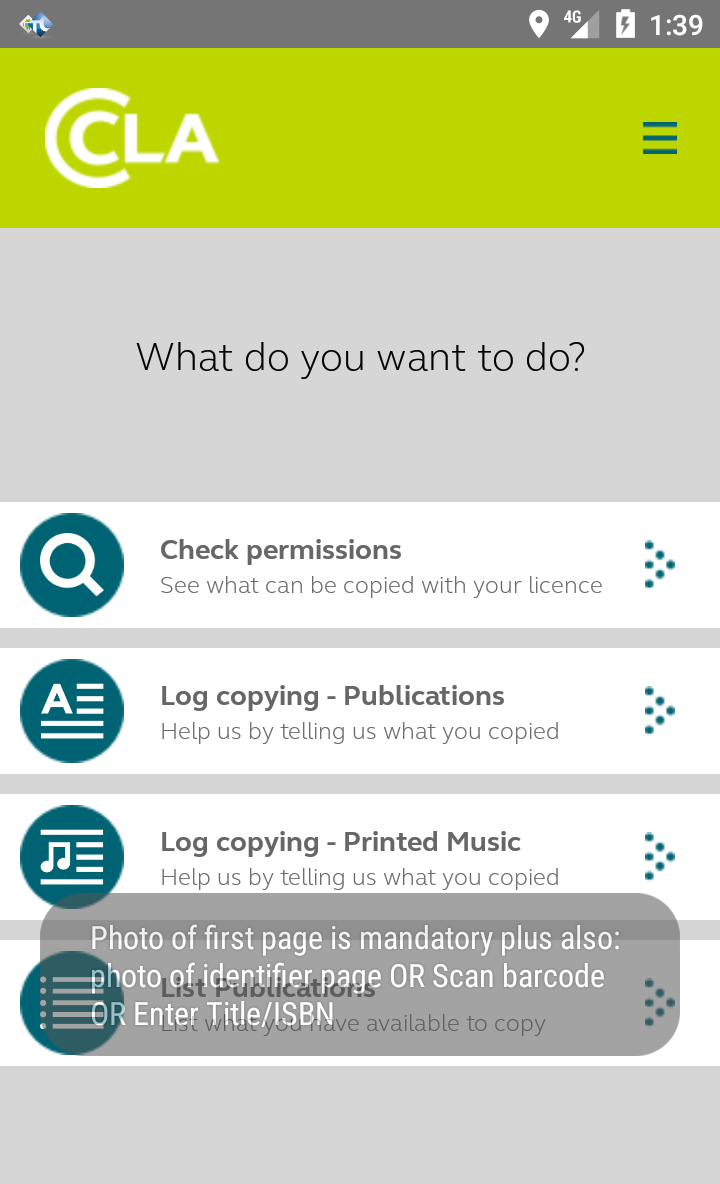 4G 1:39
CLA
What do you want to do?
Check permissions
See what can be copied with your licence
Log copying - Publications
Help us by telling us what you copied
Log copying - Printed Music
Help us by telling us what you copied
Photo of first page is mandatory plus also:
photo of identifier page OR Scan barcode
OR Enter Title/ISBN
List Publications
List what you have available to copy